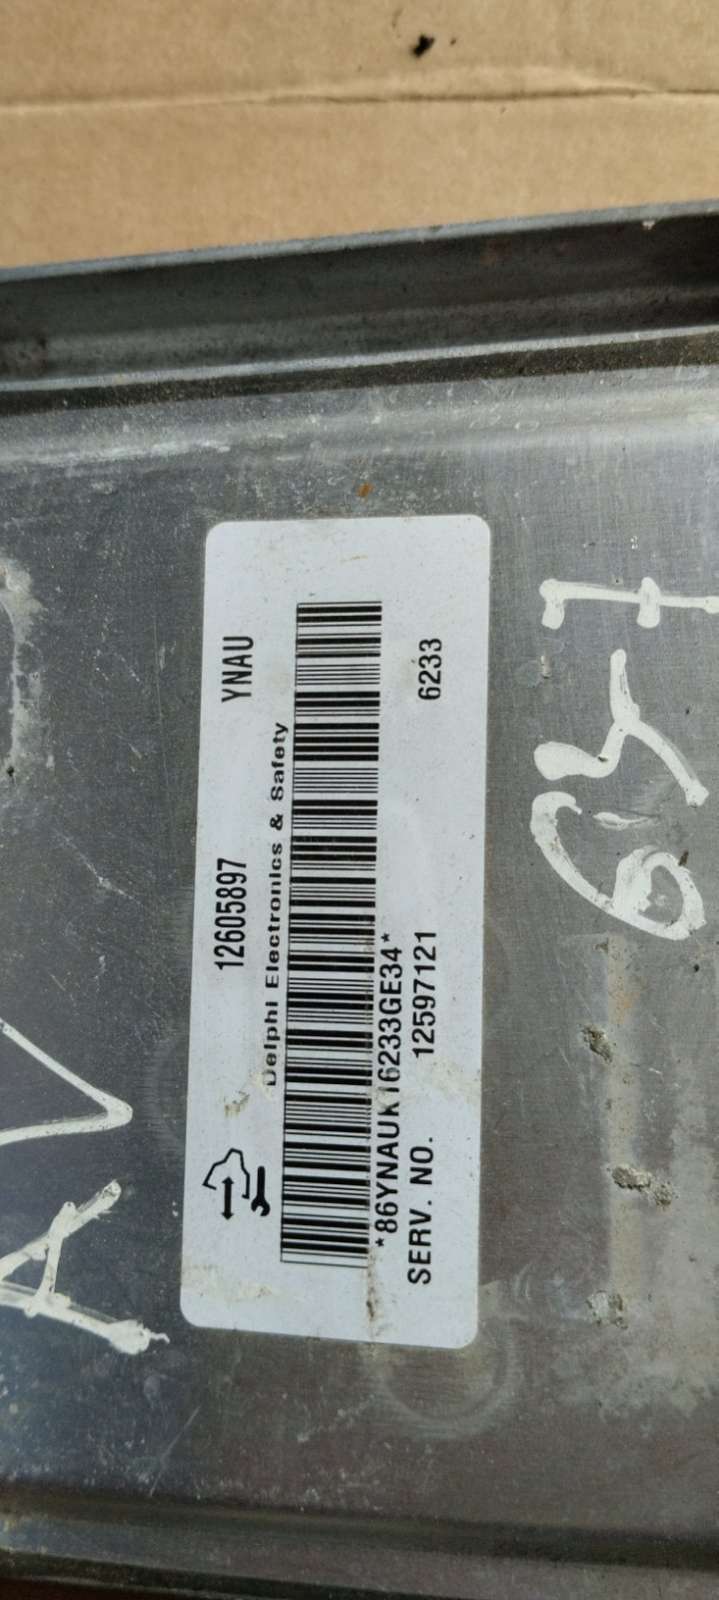 12605897 YNAU
Delphi Electronics & Safety
*86YNAUK16233GE34*
SERV. NO. 12597121 6233